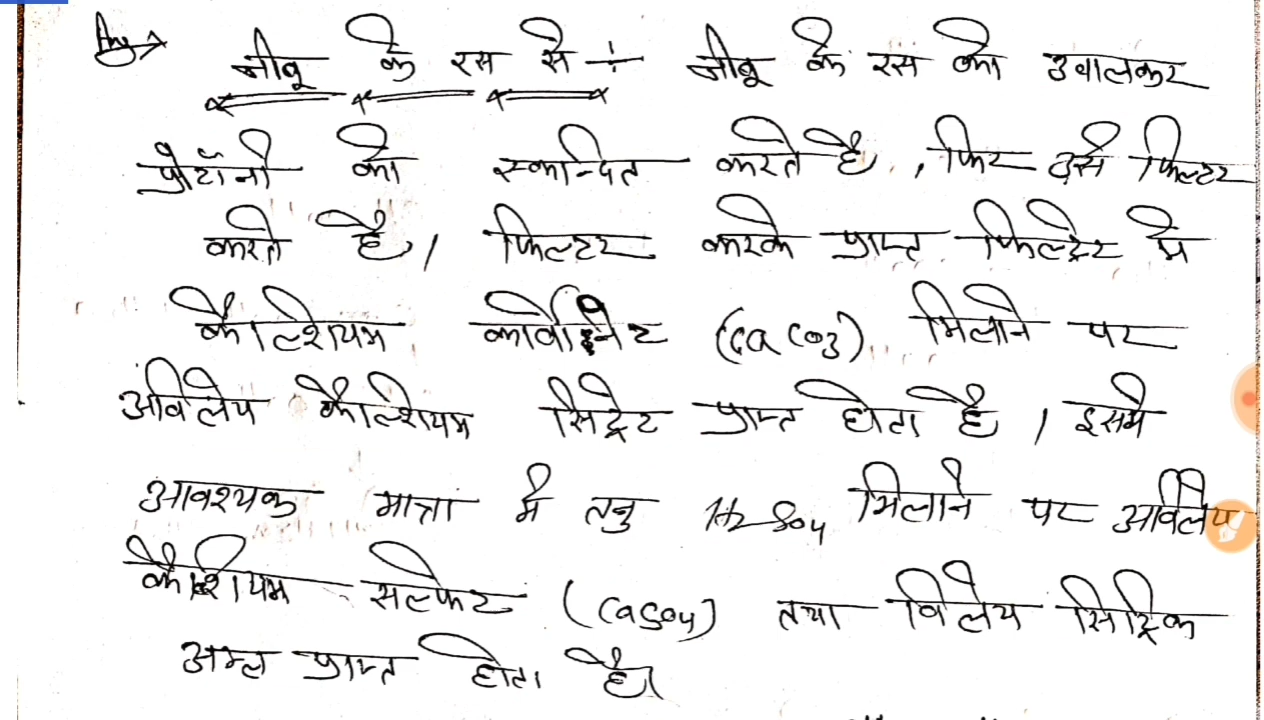 Ans→ नीबू के रस से ÷ नीबू के रस को उबालकर
प्रोटॉनो को स्कन्दित करते है, फिर उसे फिल्टर
करते है, फिल्टर करके प्राप्त फिल्ट्रेट मे
कैल्शियम कार्बोनेट (CaCO3) मिलाने पर
अविलेय कैल्शियम सिट्रेट प्राप्त होता है, इसमे
आवश्यक मात्रा मे तनु H2SO4 मिलाने पर अविलेय
कैल्शियम सल्फेट (CaSO4) तथा विलेय सिट्रिक
अम्ल प्राप्त होता है।